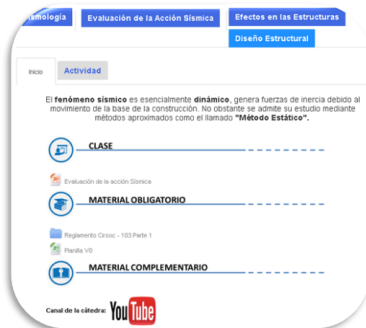 Evaluación de la Acción Sísmica
Efectos en las Estructuras
Diseño Estructural
Inicio
Actividad
El fenómeno sísmico es esencialmente dinámico, genera fuerzas de inercia debido al
movimiento de la base de la construcción. No obstante se admite su estudio mediante
métodos aproximados como el llamado "Método Estático".
CLASE
Evaluación de la acción Sísmica
MATERIAL OBLIGATORIO
Reglamento Cirsoc - 103 Parte 1
Planilla V0
MATERIAL COMPLEMENTARIO
Canal de la cátedra: YouTube